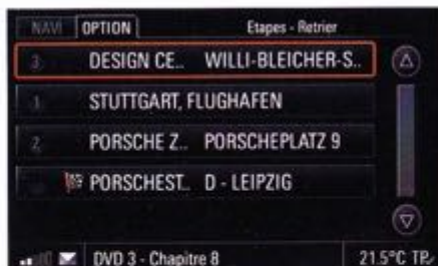 NAVI OPTION Etapes - Retrier
3 DESIGN CE.. WILLI-BLEICHER-S..
1 STUTTGART, FLUGHAFEN
2 PORSCHE Z.. PORSCHEPLATZ 9
PORSCHEST.. D - LEIPZIG
DVD 3 - Chapitre 8 21.5°C TP